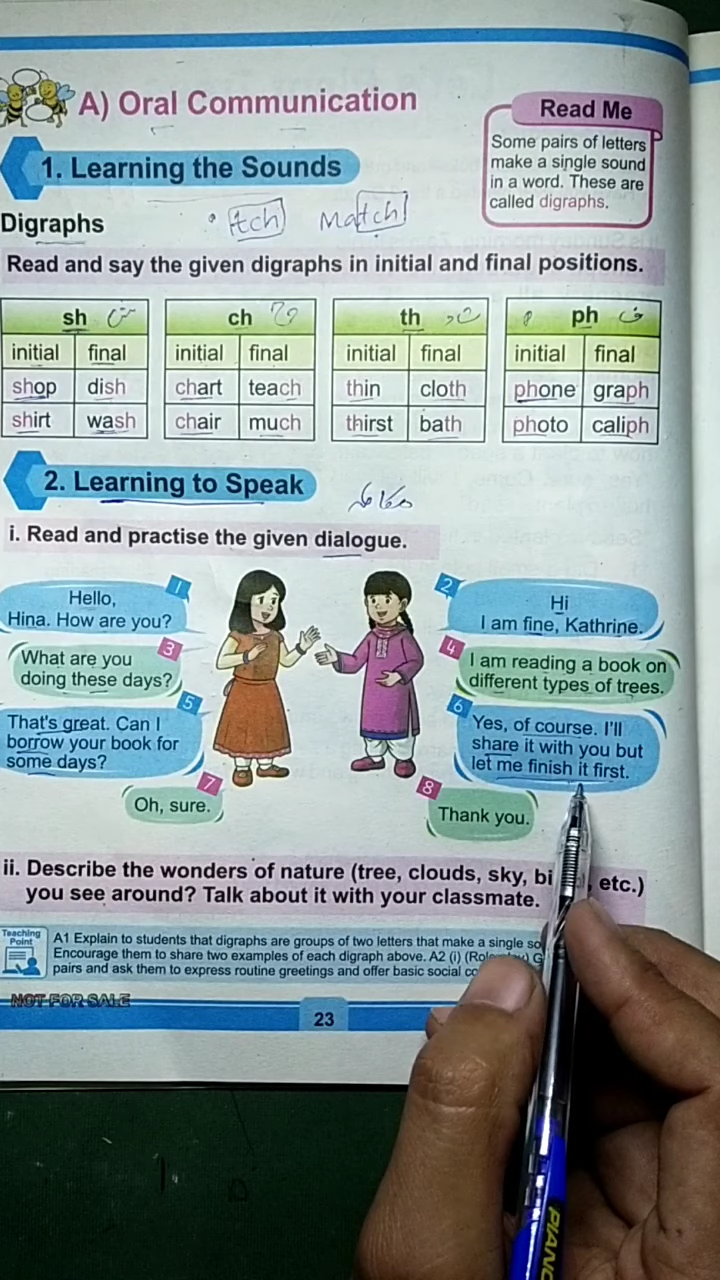 A) Oral Communication
Read Me
Some pairs of letters
make a single sound
in a word. These are
called digraphs.
1. Learning the Sounds
Digraphs
tch Match
Read and say the given digraphs in initial and final positions.
sh ch th ph
initial final initial final initial final initial final
shop dish chart teach thin cloth phone graph
shirt wash chair much thirst bath photo caliph
2. Learning to Speak
مکالمہ
i. Read and practise the given dialogue.
1
Hello,
Hina. How are you?
2
Hi
I am fine, Kathrine.
3
What are you
doing these days?
4
I am reading a book on
different types of trees.
5
That's great. Can I
borrow your book for
some days?
6
Yes, of course. I'll
share it with you but
let me finish it first.
7
Oh, sure.
8
Thank you.
ii. Describe the wonders of nature (tree, clouds, sky, bi , etc.)
you see around? Talk about it with your classmate.
Teaching
Point
A1 Explain to students that digraphs are groups of two letters that make a single so
Encourage them to share two examples of each digraph above. A2 (i) G
pairs and ask them to express routine greetings and offer basic social co
NOT FOR SALE
23
PIANO